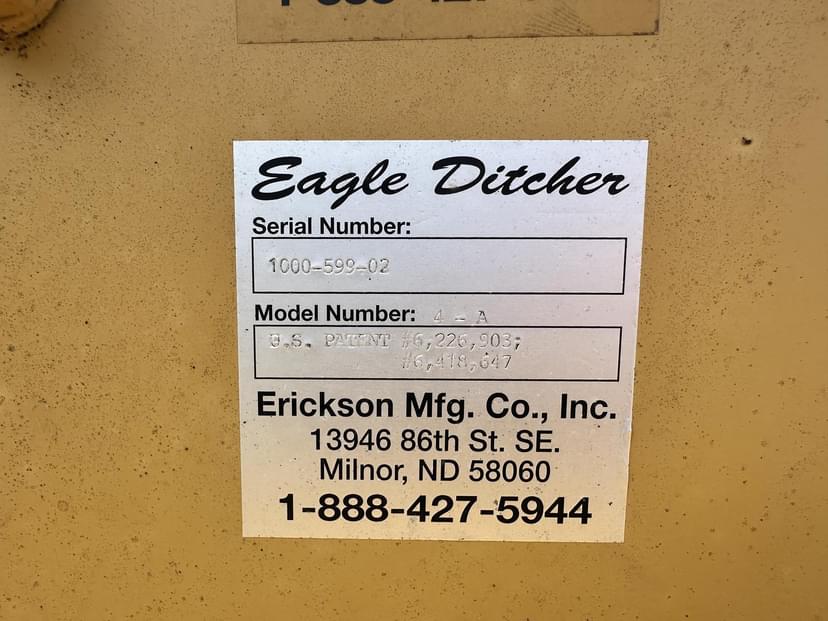 Eagle Ditcher
Serial Number:
1000-599-02
Model Number: 4 - A
U.S. PATENT #6,226,903;
#6,418,647
Erickson Mfg. Co., Inc.
13946 86th St. SE.
Milnor, ND 58060
1-888-427-5944